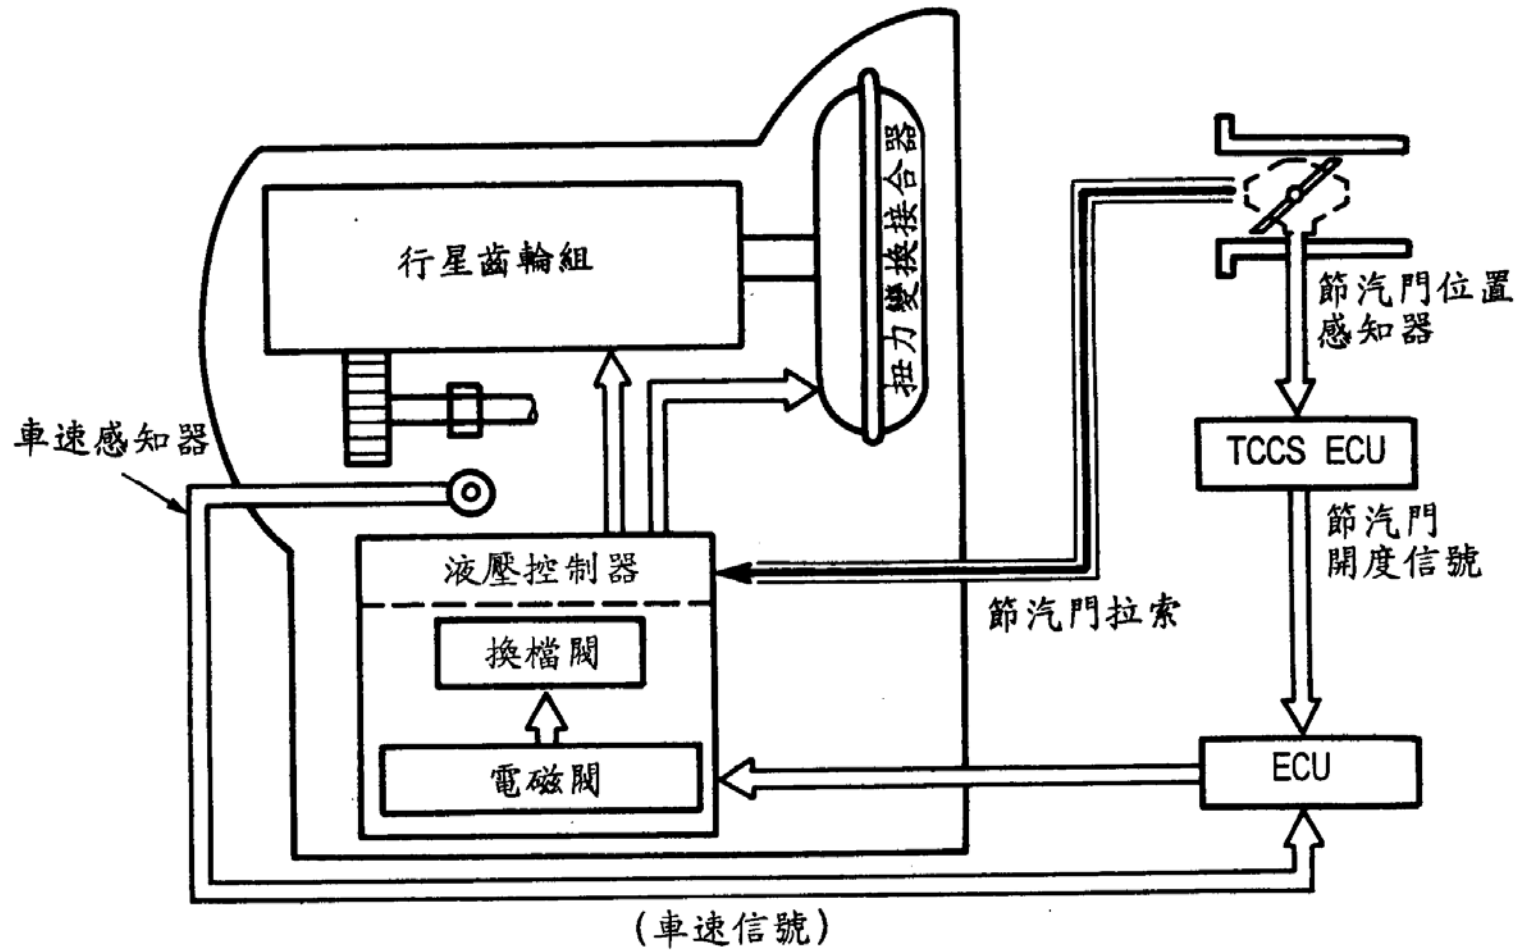 扭力變換接合器
行星齒輪組
節汽門位置
感知器
車速感知器
TCCS ECU
節汽門
開度信號
液壓控制器
節汽門拉索
換檔閥
電磁閥
ECU
(車速信號)